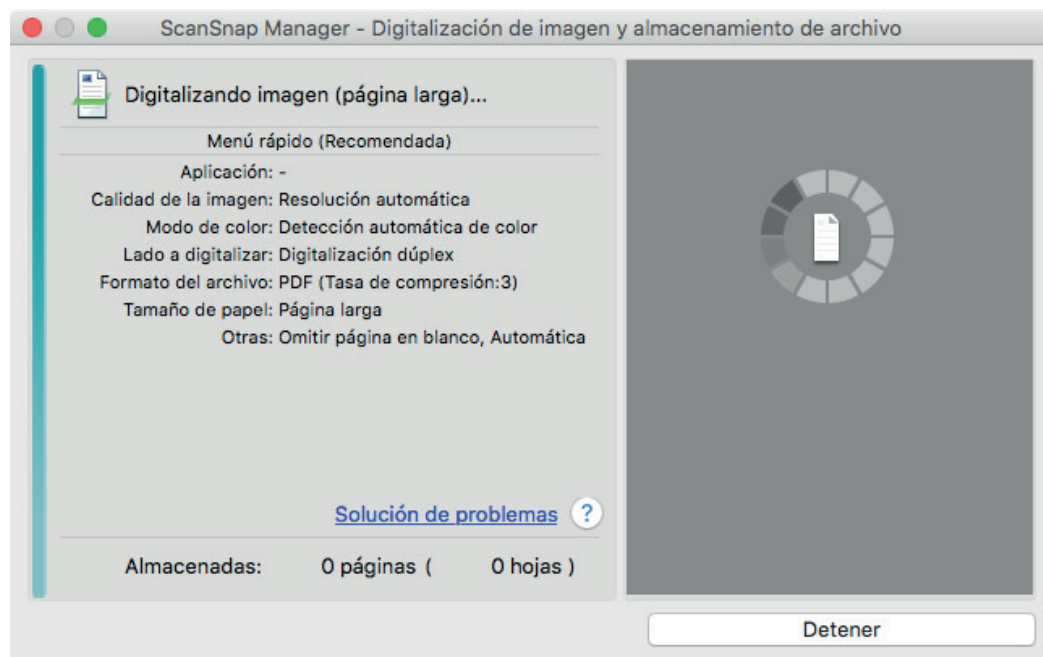 ScanSnap Manager - Digitalización de imagen y almacenamiento de archivo
Digitalizando imagen (página larga)...
Menú rápido (Recomendada)
Aplicación: -
Calidad de la imagen: Resolución automática
Modo de color: Detección automática de color
Lado a digitalizar: Digitalización dúplex
Formato del archivo: PDF (Tasa de compresión:3)
Tamaño de papel: Página larga
Otras: Omitir página en blanco, Automática
Solución de problemas ?
Almacenadas: 0 páginas ( 0 hojas )
Detener